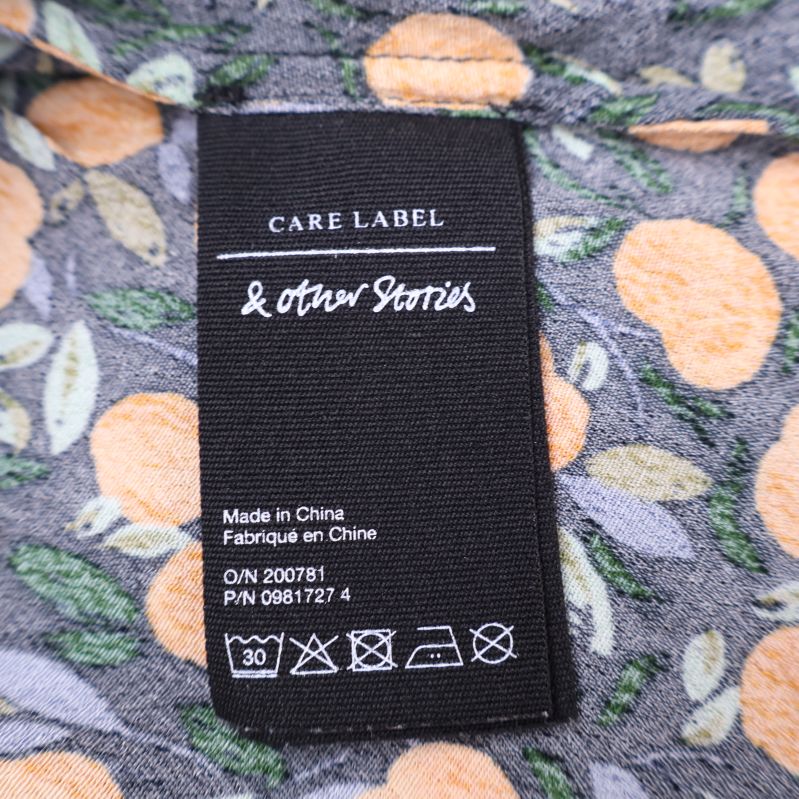 CARE LABEL
& other Stories
Made in China
Fabriqué en Chine
O/N 200781
P/N 0981727 4
30